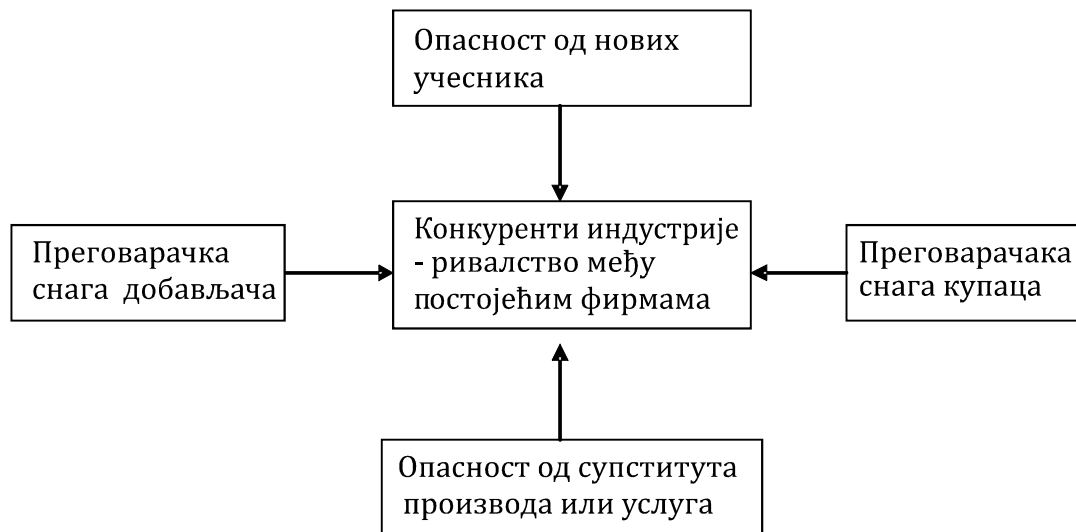 Опасност од нових
учесника
Преговарачка
снага добављача
Конкуренти индустрије
- ривалство међу
постојећим фирмама
Преговарачака
снага купаца
Опасност од супститута
производа или услуга